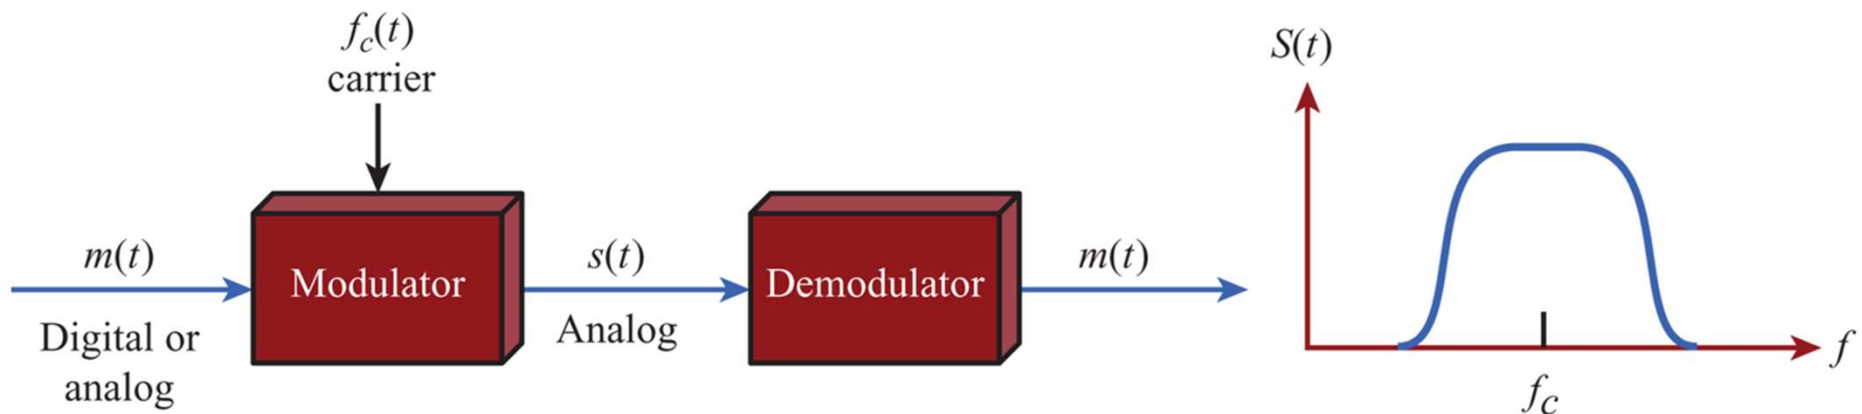 f_c(t)
carrier
m(t)
Modulator
Digital or
analog
s(t)
Analog
Demodulator
m(t)
S(t)
f
f_c